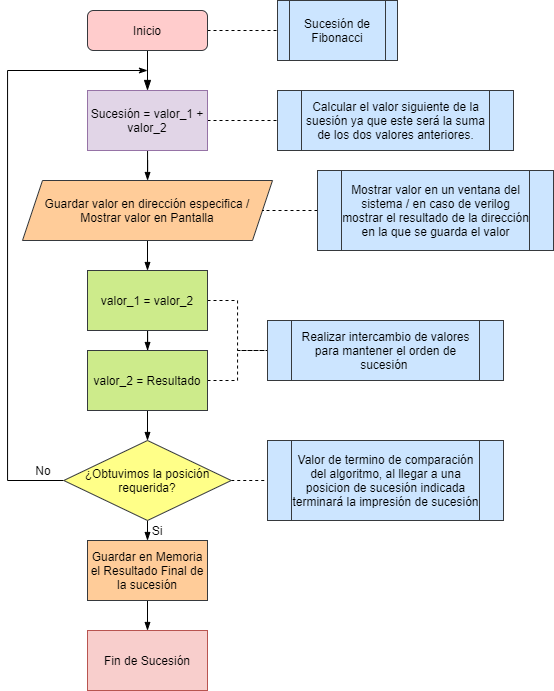 Inicio
Sucesión de
Fibonacci
Sucesión = valor_1 +
valor_2
Calcular el valor siguiente de la
suesión ya que este será la suma
de los dos valores anteriores.
Guardar valor en dirección especifica /
Mostrar valor en Pantalla
Mostrar valor en un ventana del
sistema / en caso de verilog
mostrar el resultado de la dirección
en la que se guarda el valor
valor_1 = valor_2
Realizar intercambio de valores
para mantener el orden de
sucesión
valor_2 = Resultado
¿Obtuvimos la posición
requerida?
No
Si
Valor de termino de comparación
del algoritmo, al llegar a una
posicion de sucesión indicada
terminará la impresión de sucesión
Guardar en Memoria
el Resultado Final de
la sucesión
Fin de Sucesión